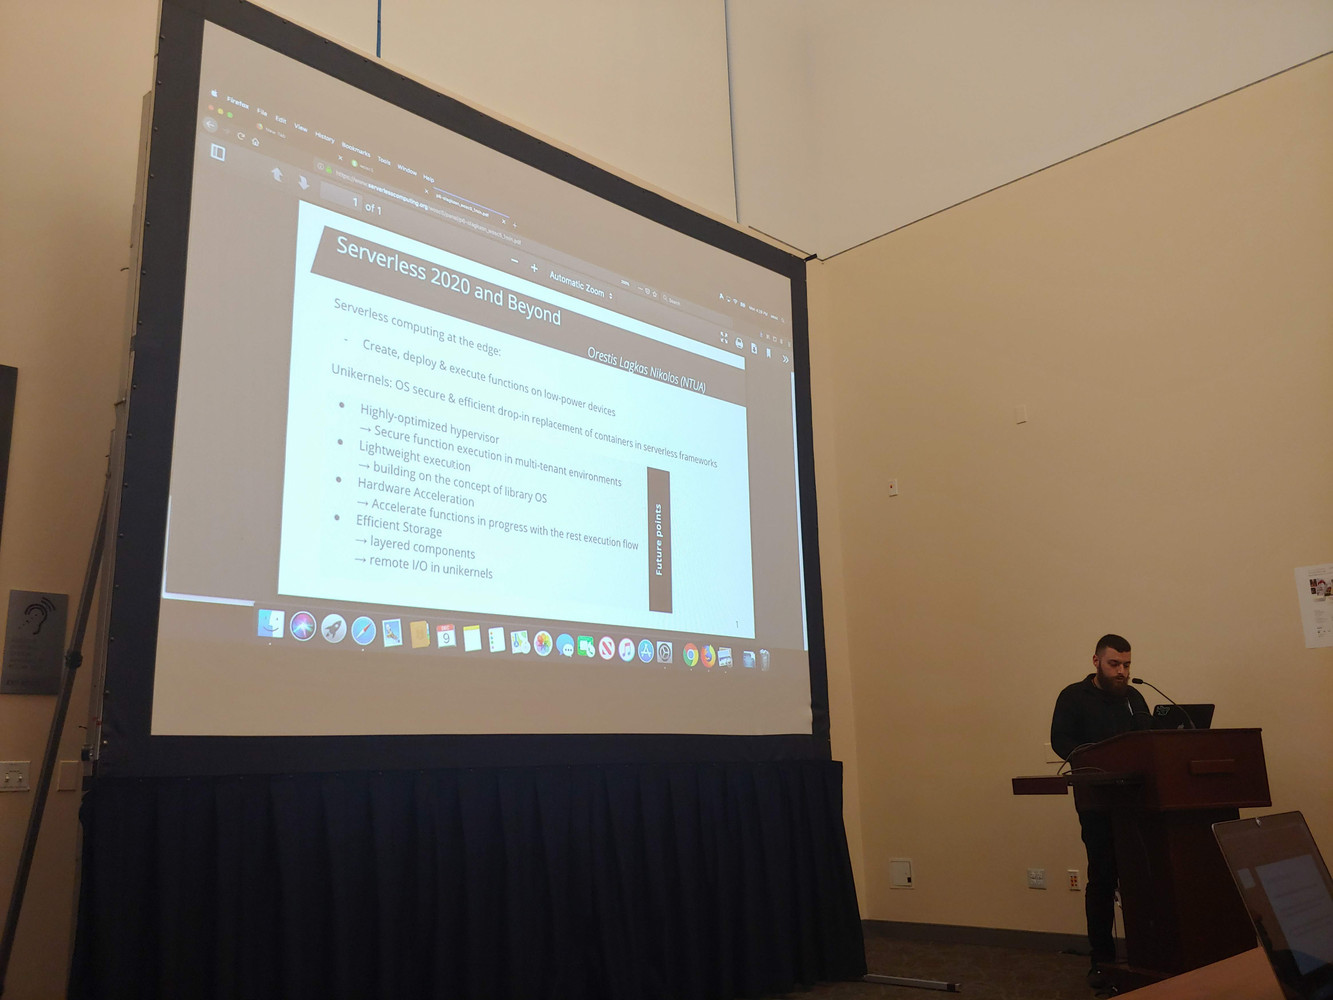 Firefox File Edit View History Bookmarks Tools Window Help
1 of 1
Automatic Zoom
Search
Serverless 2020 and Beyond
Orestis Lagkas Nikolos (NTUA)
Serverless computing at the edge:
- Create, deploy & execute functions on low-power devices
Unikernels: OS secure & efficient drop-in replacement of containers in serverless frameworks
● Highly-optimized hypervisor
→ Secure function execution in multi-tenant environments
● Lightweight execution
→ building on the concept of library OS
● Hardware Acceleration
→ Accelerate functions in progress with the rest execution flow
● Efficient Storage
→ layered components
→ remote I/O in unikernels
Future points
1
9